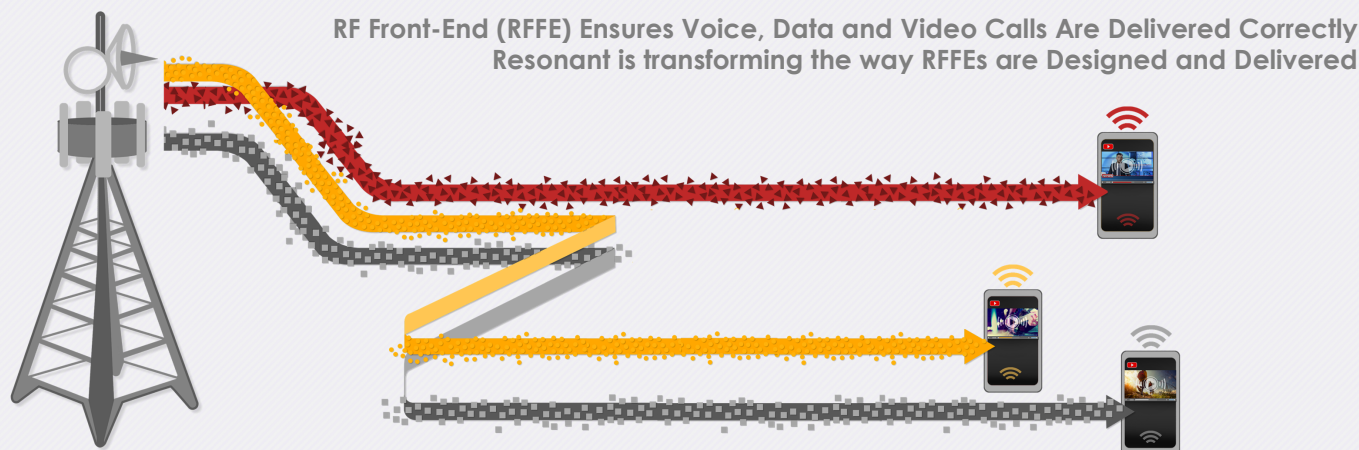 RF Front-End (RFFE) Ensures Voice, Data and Video Calls Are Delivered Correctly
Resonant is transforming the way RFFEs are Designed and Delivered